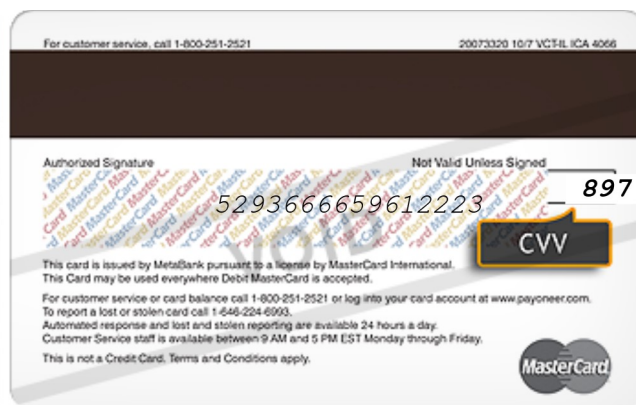 For customer service, call 1-800-251-2521 20073320 10/7 VCT-IL ICA 4066
Authorized Signature Not Valid Unless Signed
5293666659612223 897
VOID
CVV
This card is issued by MetaBank pursuant to a license by MasterCard International.
This Card may be used everywhere Debit MasterCard is accepted.
For customer service or card balance call 1-800-251-2521 or log into your card account at www.payoneer.com.
To report a lost or stolen card call 1-646-224-6993.
Automated response and lost and stolen reporting are available 24 hours a day.
Customer Service staff is available between 9 AM and 5 PM EST Monday through Friday.
This is not a Credit Card. Terms and Conditions apply.
MasterCard